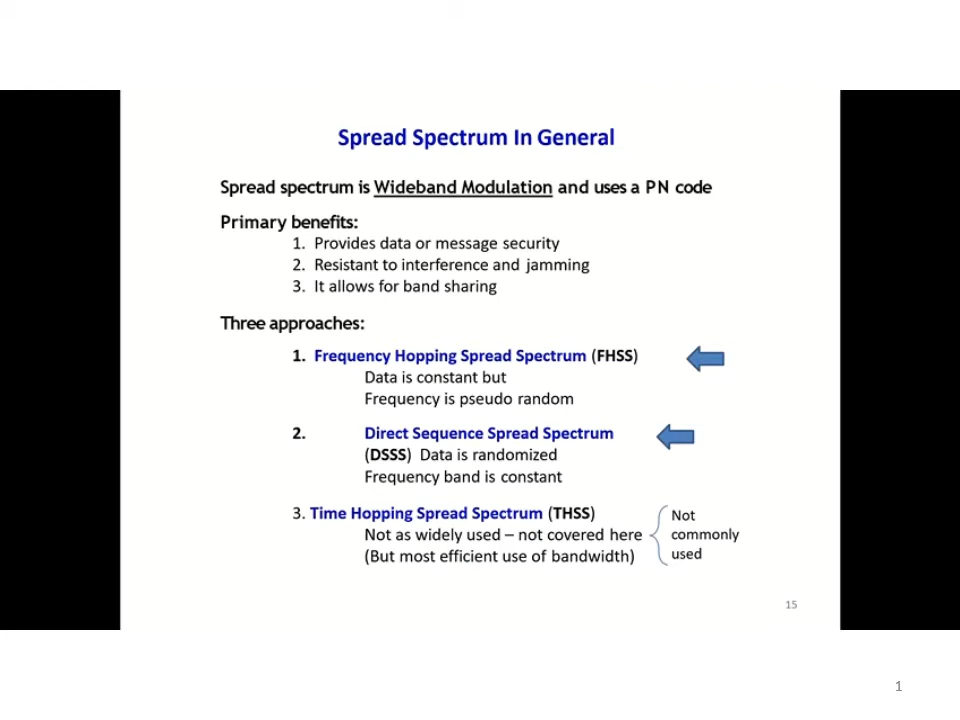 Spread Spectrum In General
Spread spectrum is Wideband Modulation and uses a PN code
Primary benefits:
1. Provides data or message security
2. Resistant to interference and jamming
3. It allows for band sharing
Three approaches:
1. Frequency Hopping Spread Spectrum (FHSS)
Data is constant but
Frequency is pseudo random
2. Direct Sequence Spread Spectrum
(DSSS) Data is randomized
Frequency band is constant
3. Time Hopping Spread Spectrum (THSS)
Not as widely used – not covered here
(But most efficient use of bandwidth)
Not
commonly
used
15
1